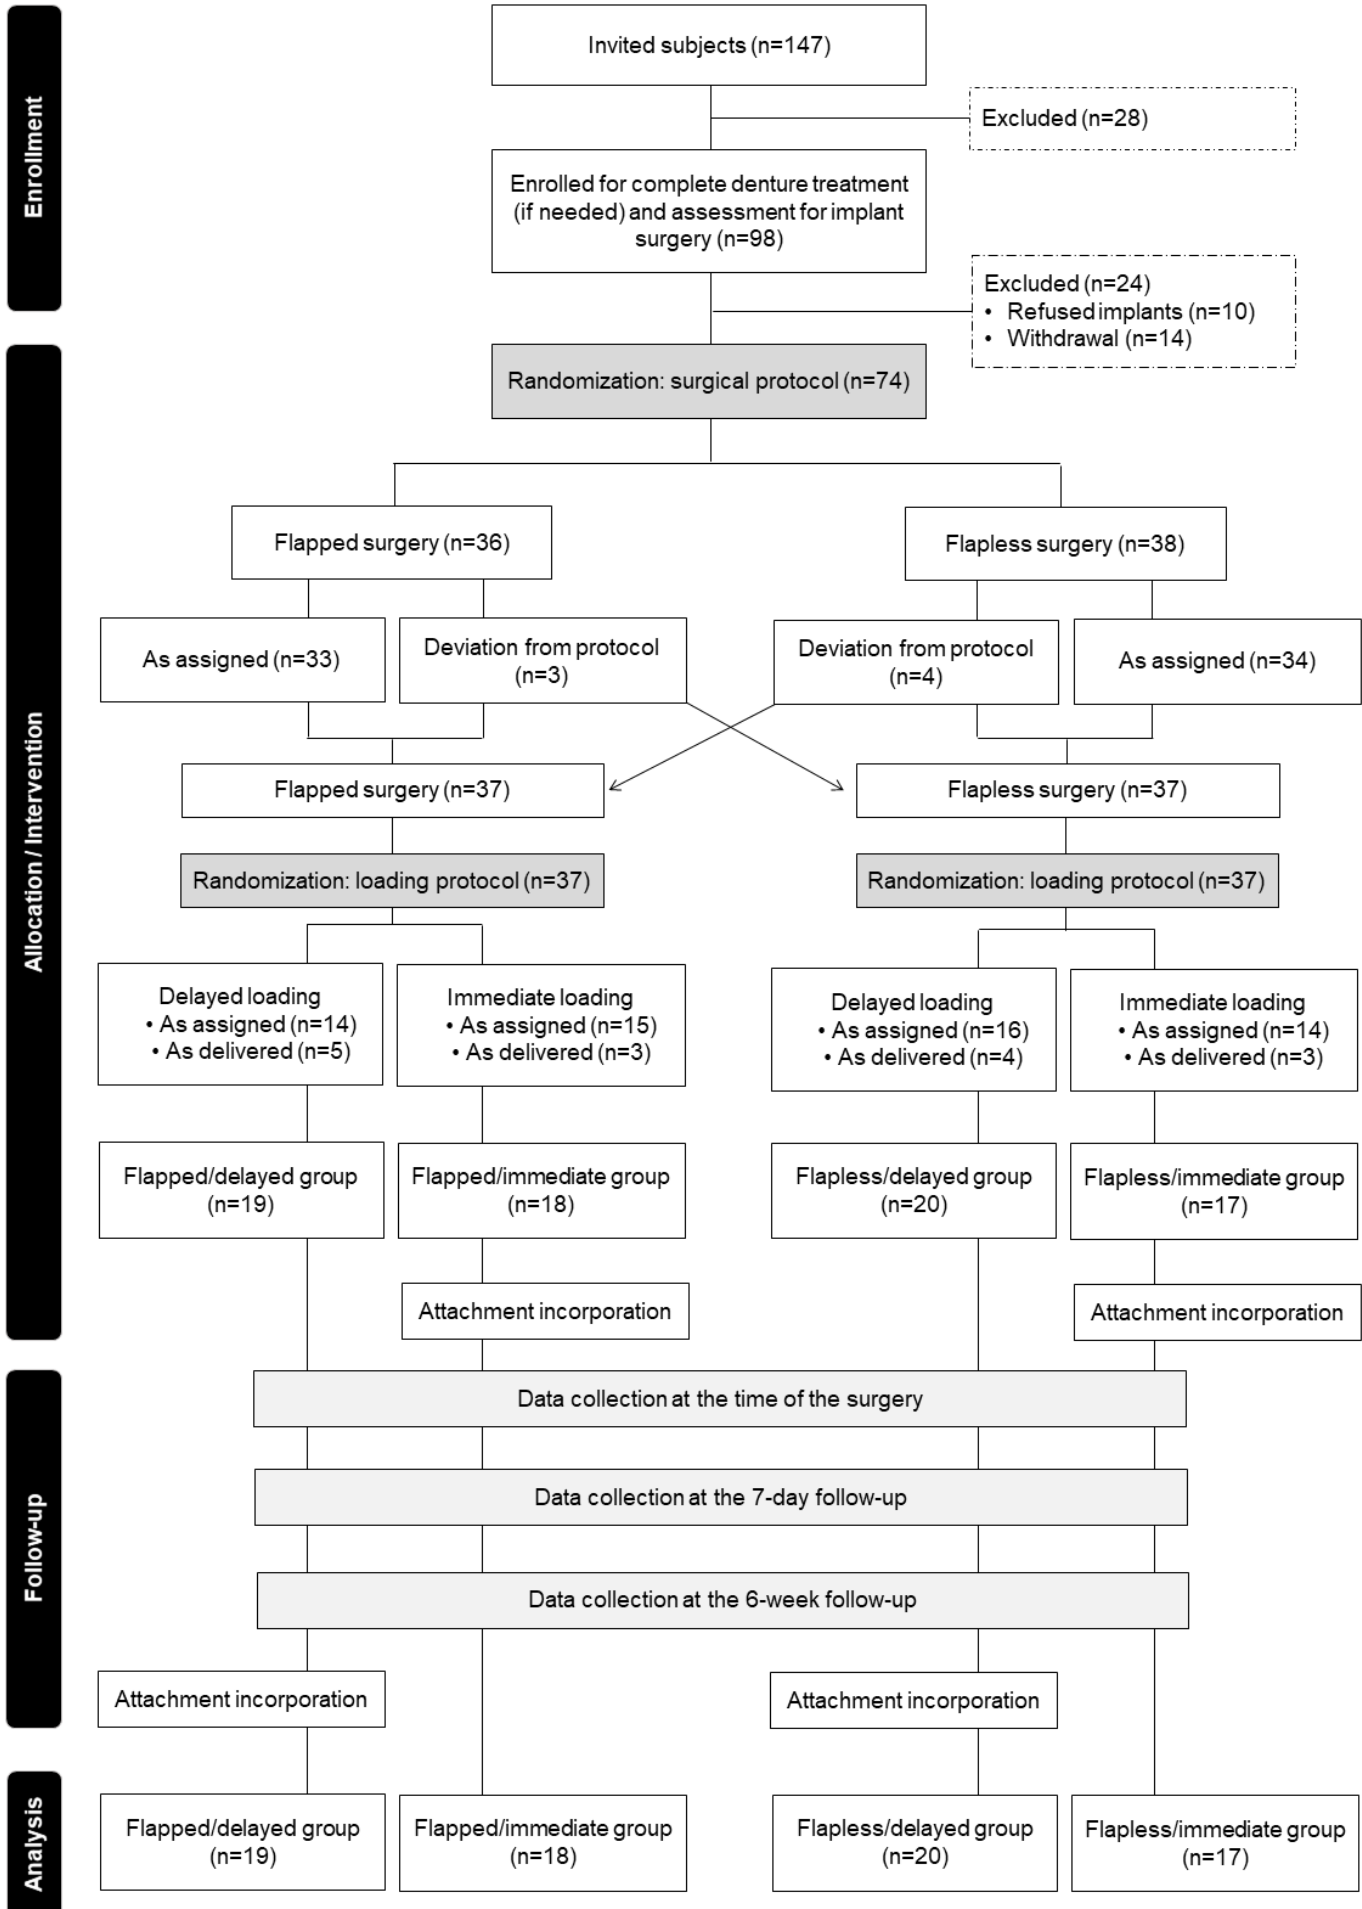 Enrollment
Invited subjects (n=147)
Excluded (n=28)
Enrolled for complete denture treatment
(if needed) and assessment for implant
surgery (n=98)
Excluded (n=24)
• Refused implants (n=10)
• Withdrawal (n=14)
Allocation / Intervention
Randomization: surgical protocol (n=74)
Flapped surgery (n=36)
Flapless surgery (n=38)
As assigned (n=33)
Deviation from protocol
(n=3)
Deviation from protocol
(n=4)
As assigned (n=34)
Flapped surgery (n=37)
Flapless surgery (n=37)
Randomization: loading protocol (n=37)
Randomization: loading protocol (n=37)
Delayed loading
• As assigned (n=14)
• As delivered (n=5)
Immediate loading
• As assigned (n=15)
• As delivered (n=3)
Delayed loading
• As assigned (n=16)
• As delivered (n=4)
Immediate loading
• As assigned (n=14)
• As delivered (n=3)
Flapped/delayed group
(n=19)
Flapped/immediate group
(n=18)
Flapless/delayed group
(n=20)
Flapless/immediate group
(n=17)
Attachment incorporation
Attachment incorporation
Follow-up
Data collection at the time of the surgery
Data collection at the 7-day follow-up
Data collection at the 6-week follow-up
Attachment incorporation
Attachment incorporation
Analysis
Flapped/delayed group
(n=19)
Flapped/immediate group
(n=18)
Flapless/delayed group
(n=20)
Flapless/immediate group
(n=17)